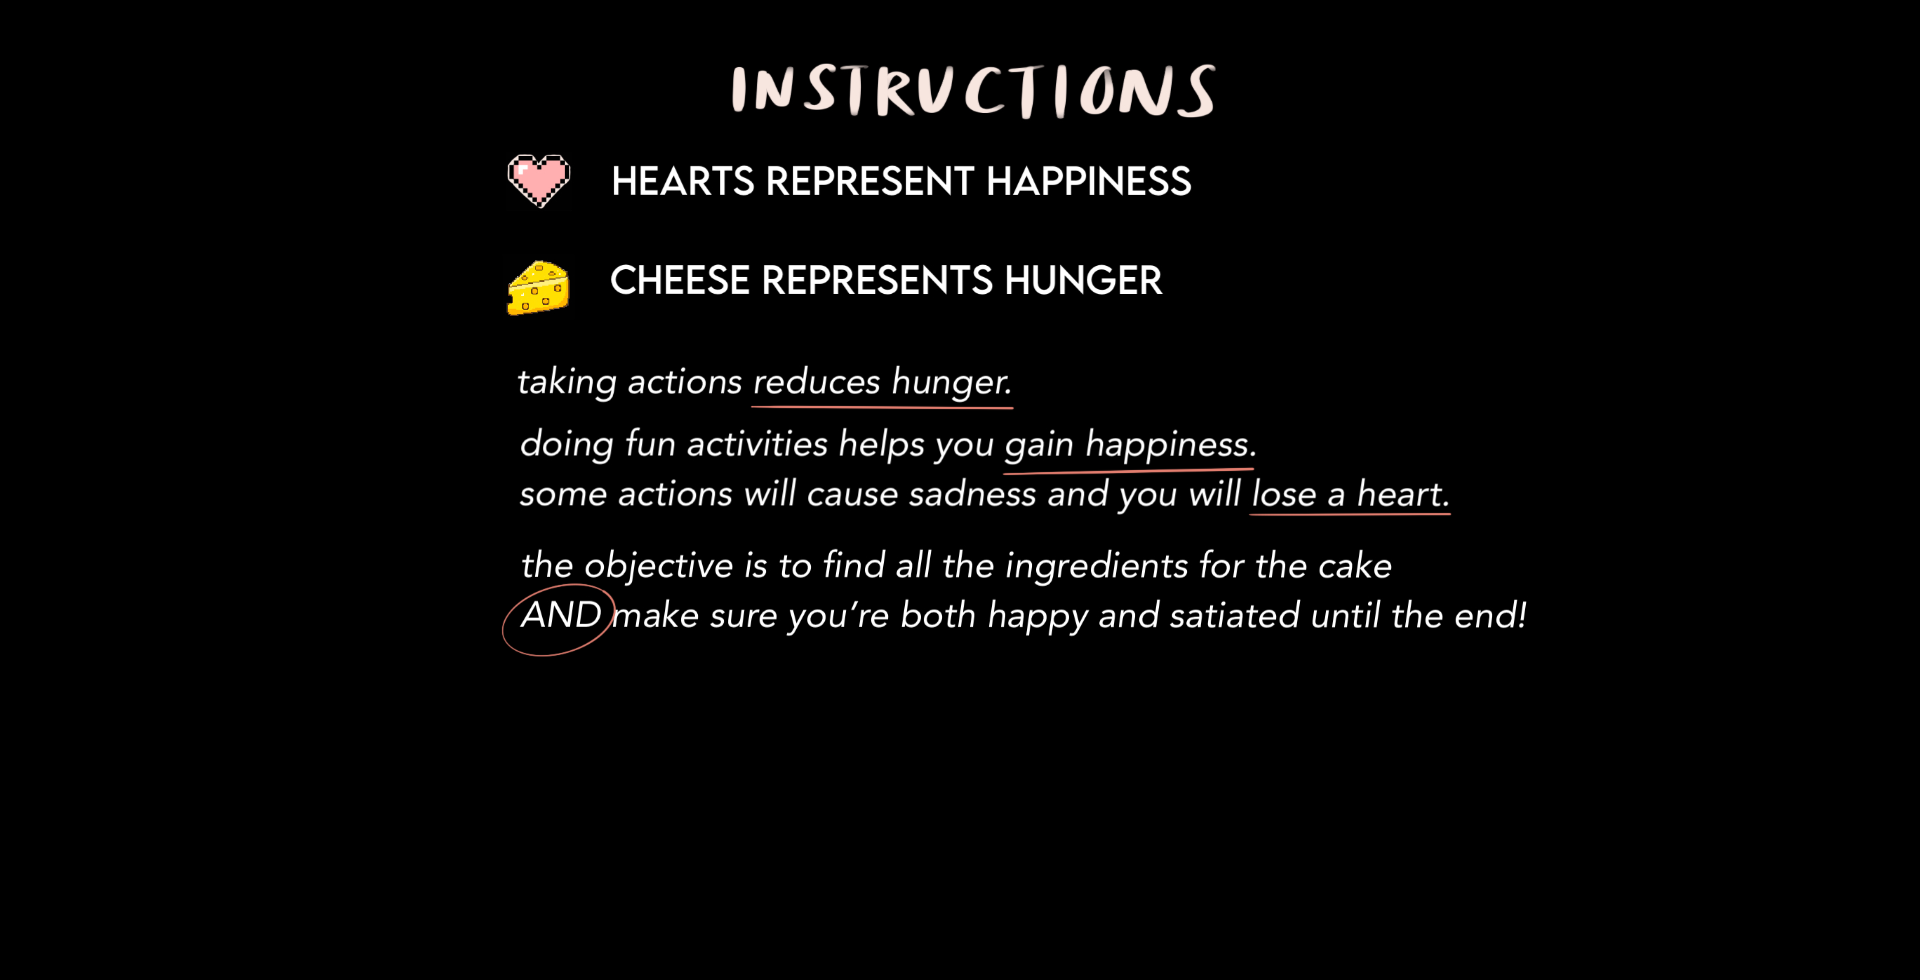 INSTRUCTIONS
HEARTS REPRESENT HAPPINESS
CHEESE REPRESENTS HUNGER
taking actions reduces hunger.
doing fun activities helps you gain happiness.
some actions will cause sadness and you will lose a heart.
the objective is to find all the ingredients for the cake
AND make sure you’re both happy and satiated until the end!